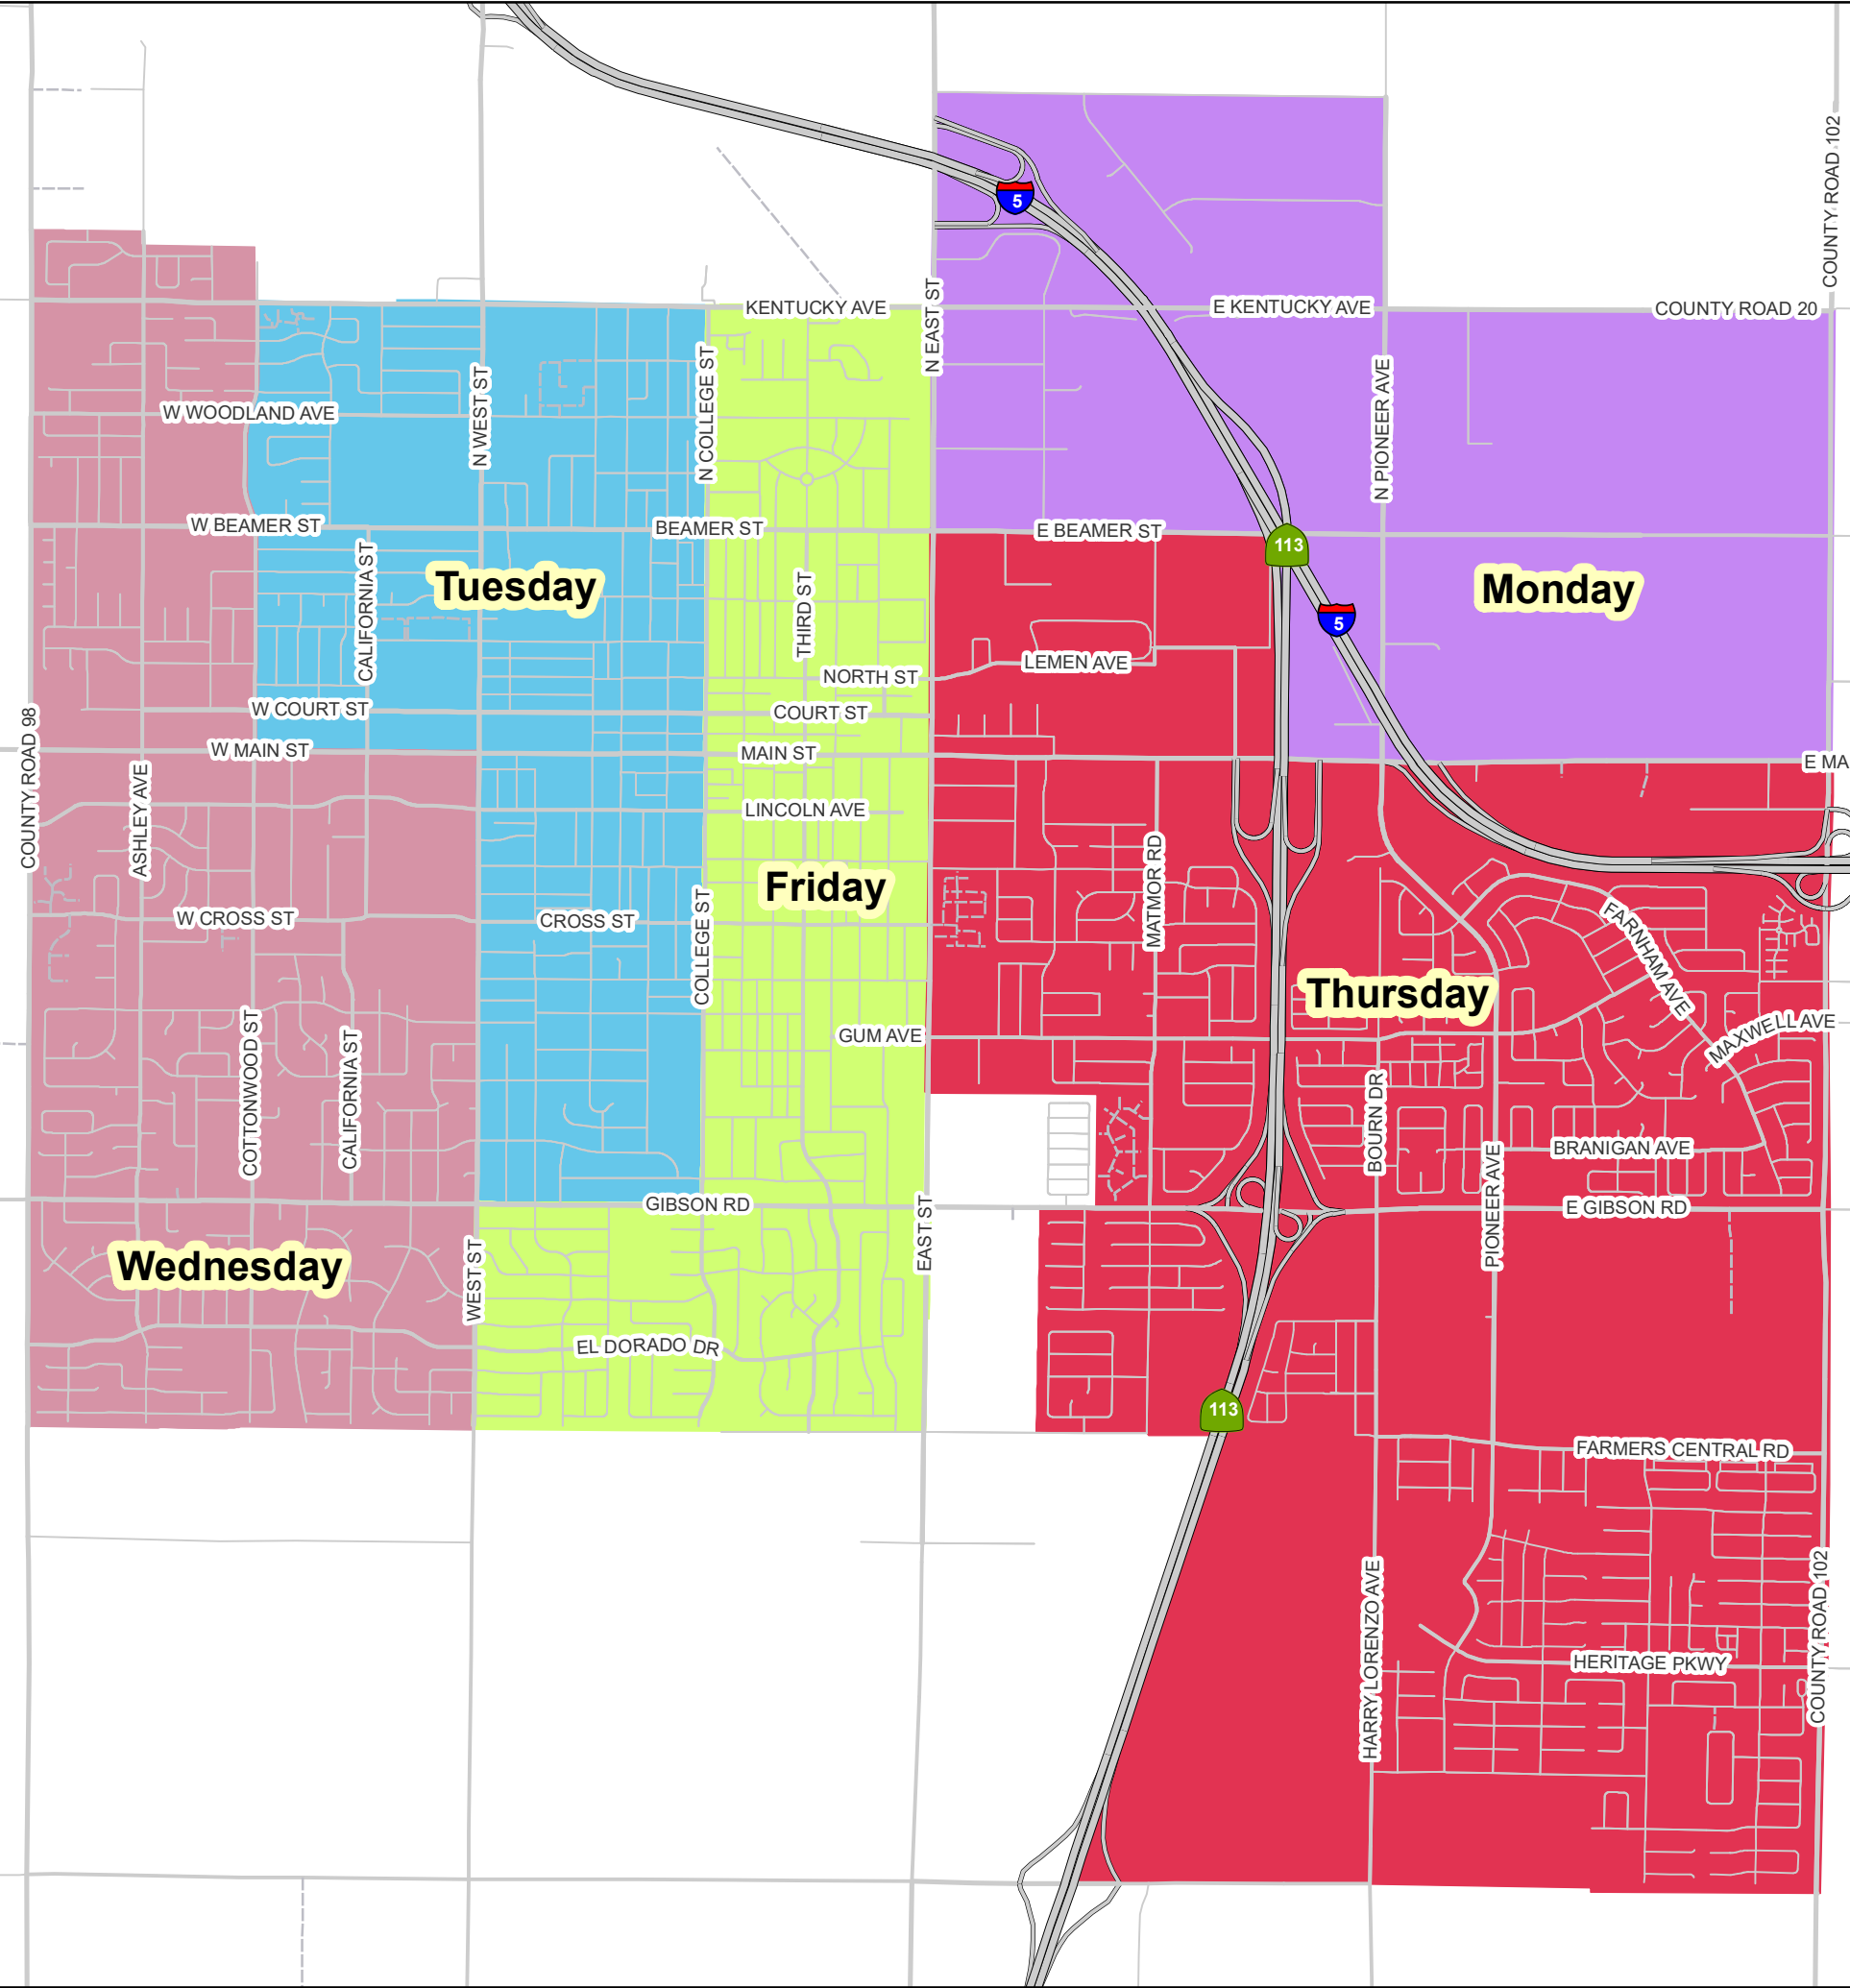 COUNTY ROAD 102
5
KENTUCKY AVE
N EAST ST
E KENTUCKY AVE
COUNTY ROAD 20
W WOODLAND AVE
N WEST ST
N COLLEGE ST
N PIONEER AVE
W BEAMER ST
BEAMER ST
E BEAMER ST
113
CALIFORNIA ST
Tuesday
THIRD ST
Monday
5
LEMEN AVE
NORTH ST
W COURT ST
COURT ST
COUNTY ROAD 98
W MAIN ST
MAIN ST
E MA
ASHLEY AVE
LINCOLN AVE
MATMOR RD
Friday
W CROSS ST
CROSS ST
COLLEGE ST
FARNHAM AVE
Thursday
MAXWELL AVE
GUM AVE
COTTONWOOD ST
CALIFORNIA ST
BOURN DR
BRANIGAN AVE
PIONEER AVE
GIBSON RD
E GIBSON RD
EAST ST
Wednesday
WEST ST
EL DORADO DR
113
FARMERS CENTRAL RD
HARRY LORENZO AVE
COUNTY ROAD 102
HERITAGE PKWY